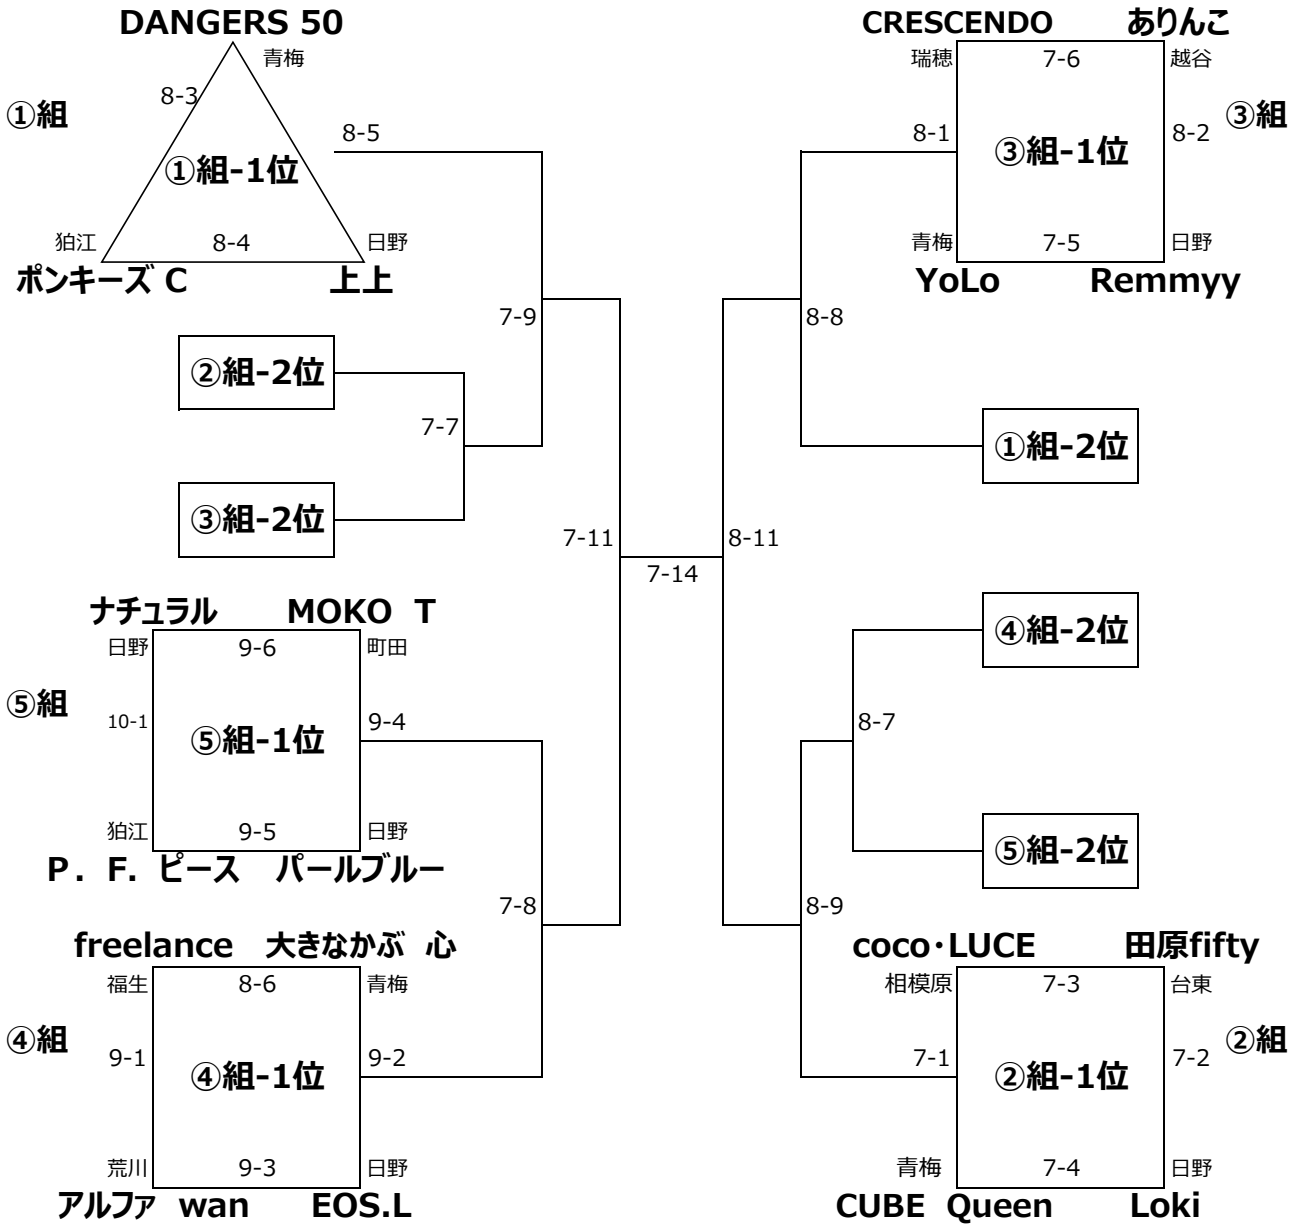 DANGERS 50
青梅
8-3
①組
8-5
①組-1位
狛江
8-4
日野
ポンキーズ C
上上
7-9
②組-2位
7-7
③組-2位
7-11
7-14
ナチュラル
MOKO T
日野
9-6
町田
⑤組
10-1
⑤組-1位
9-4
狛江
9-5
日野
P．F．ピース
パールブルー
7-8
freelance
大きなかぶ 心
福生
8-6
青梅
④組
9-1
④組-1位
9-2
荒川
9-3
日野
アルファ wan
EOS.L
CRESCENDO
ありんこ
瑞穂
7-6
越谷
③組
8-1
③組-1位
8-2
青梅
7-5
日野
YoLo
Remmyy
8-8
①組-2位
8-11
④組-2位
8-7
⑤組-2位
8-9
coco・LUCE
田原fifty
相模原
7-3
台東
②組
7-1
②組-1位
7-2
青梅
7-4
日野
CUBE Queen
Loki